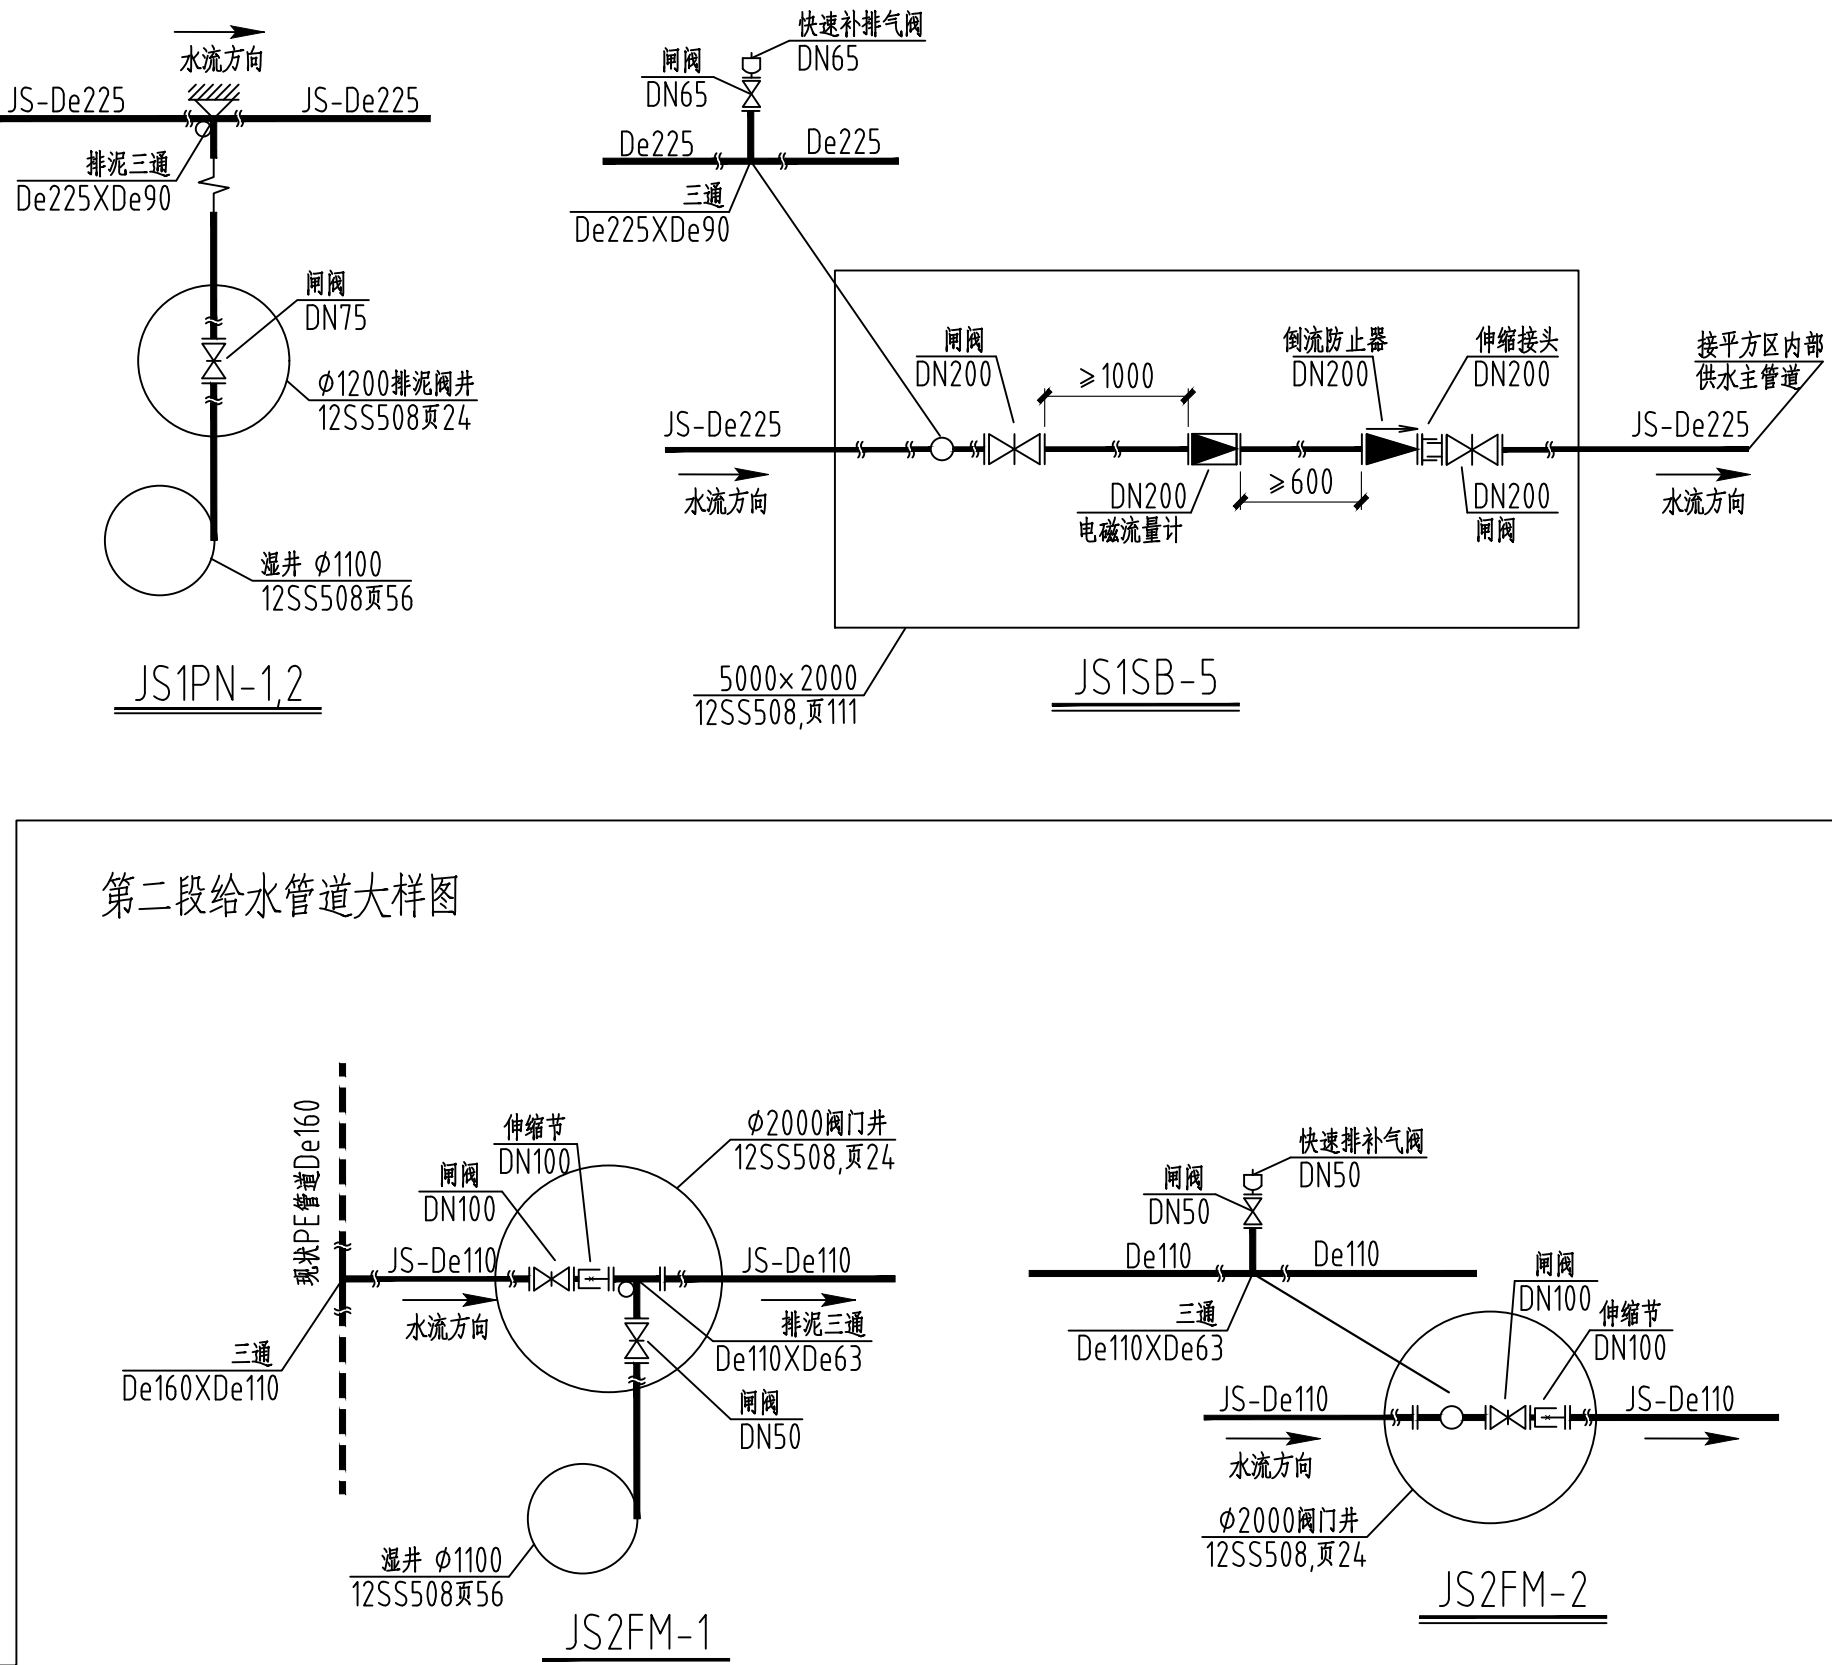 水流方向
JS-De225
JS-De225
排泥三通
De225XDe90
闸阀
DN75
ϕ1200排泥阀井
12SS508页24
湿井 ϕ1100
12SS508页56
JS1PN-1,2
快速补排气阀
DN65
闸阀
DN65
De225
De225
三通
De225XDe90
闸阀
DN200
≥1000
倒流防止器
DN200
伸缩接头
DN200
接平方区内部
供水主管道
JS-De225
JS-De225
水流方向
DN200
电磁流量计
≥600
DN200
闸阀
水流方向
5000×2000
12SS508,页111
JS1SB-5
第二段给水管道大样图
现状PE管道De160
伸缩节
DN100
闸阀
DN100
ϕ2000阀门井
12SS508,页24
JS-De110
JS-De110
水流方向
三通
De160XDe110
排泥三通
De110XDe63
闸阀
DN50
湿井 ϕ1100
12SS508页56
JS2FM-1
快速排补气阀
DN50
闸阀
DN50
De110
De110
三通
De110XDe63
闸阀
DN100
伸缩节
DN100
JS-De110
JS-De110
水流方向
ϕ2000阀门井
12SS508,页24
JS2FM-2